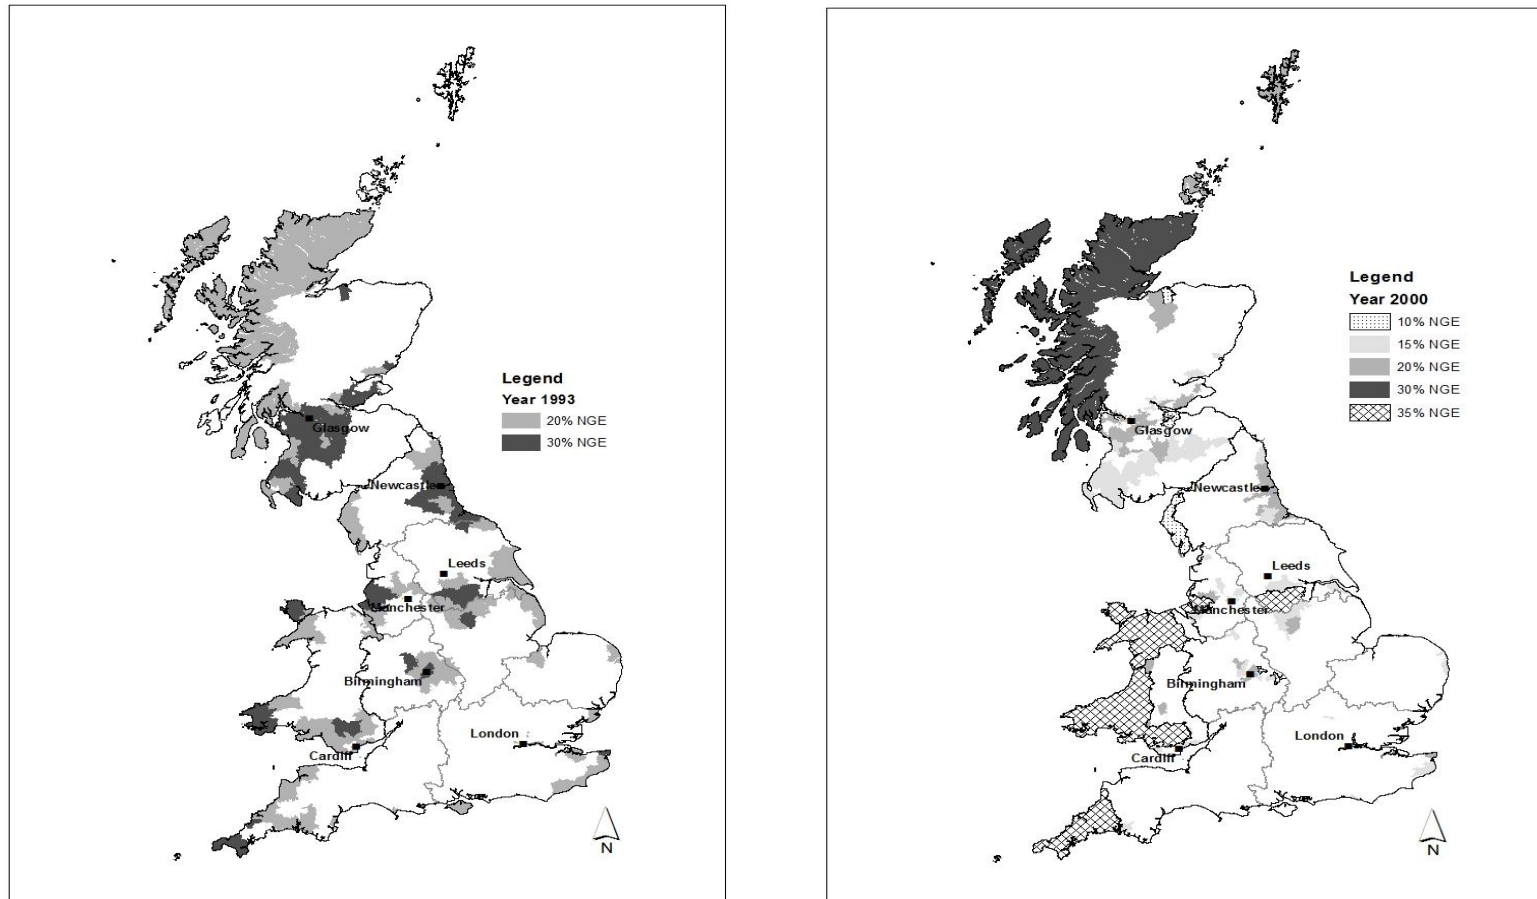 Legend
Year 1993
20% NGE
30% NGE
Glasgow
Newcastle
Leeds
Manchester
Birmingham
London
Cardiff
N
Legend
Year 2000
10% NGE
15% NGE
20% NGE
30% NGE
35% NGE
Glasgow
Newcastle
Leeds
Manchester
Birmingham
London
Cardiff
N